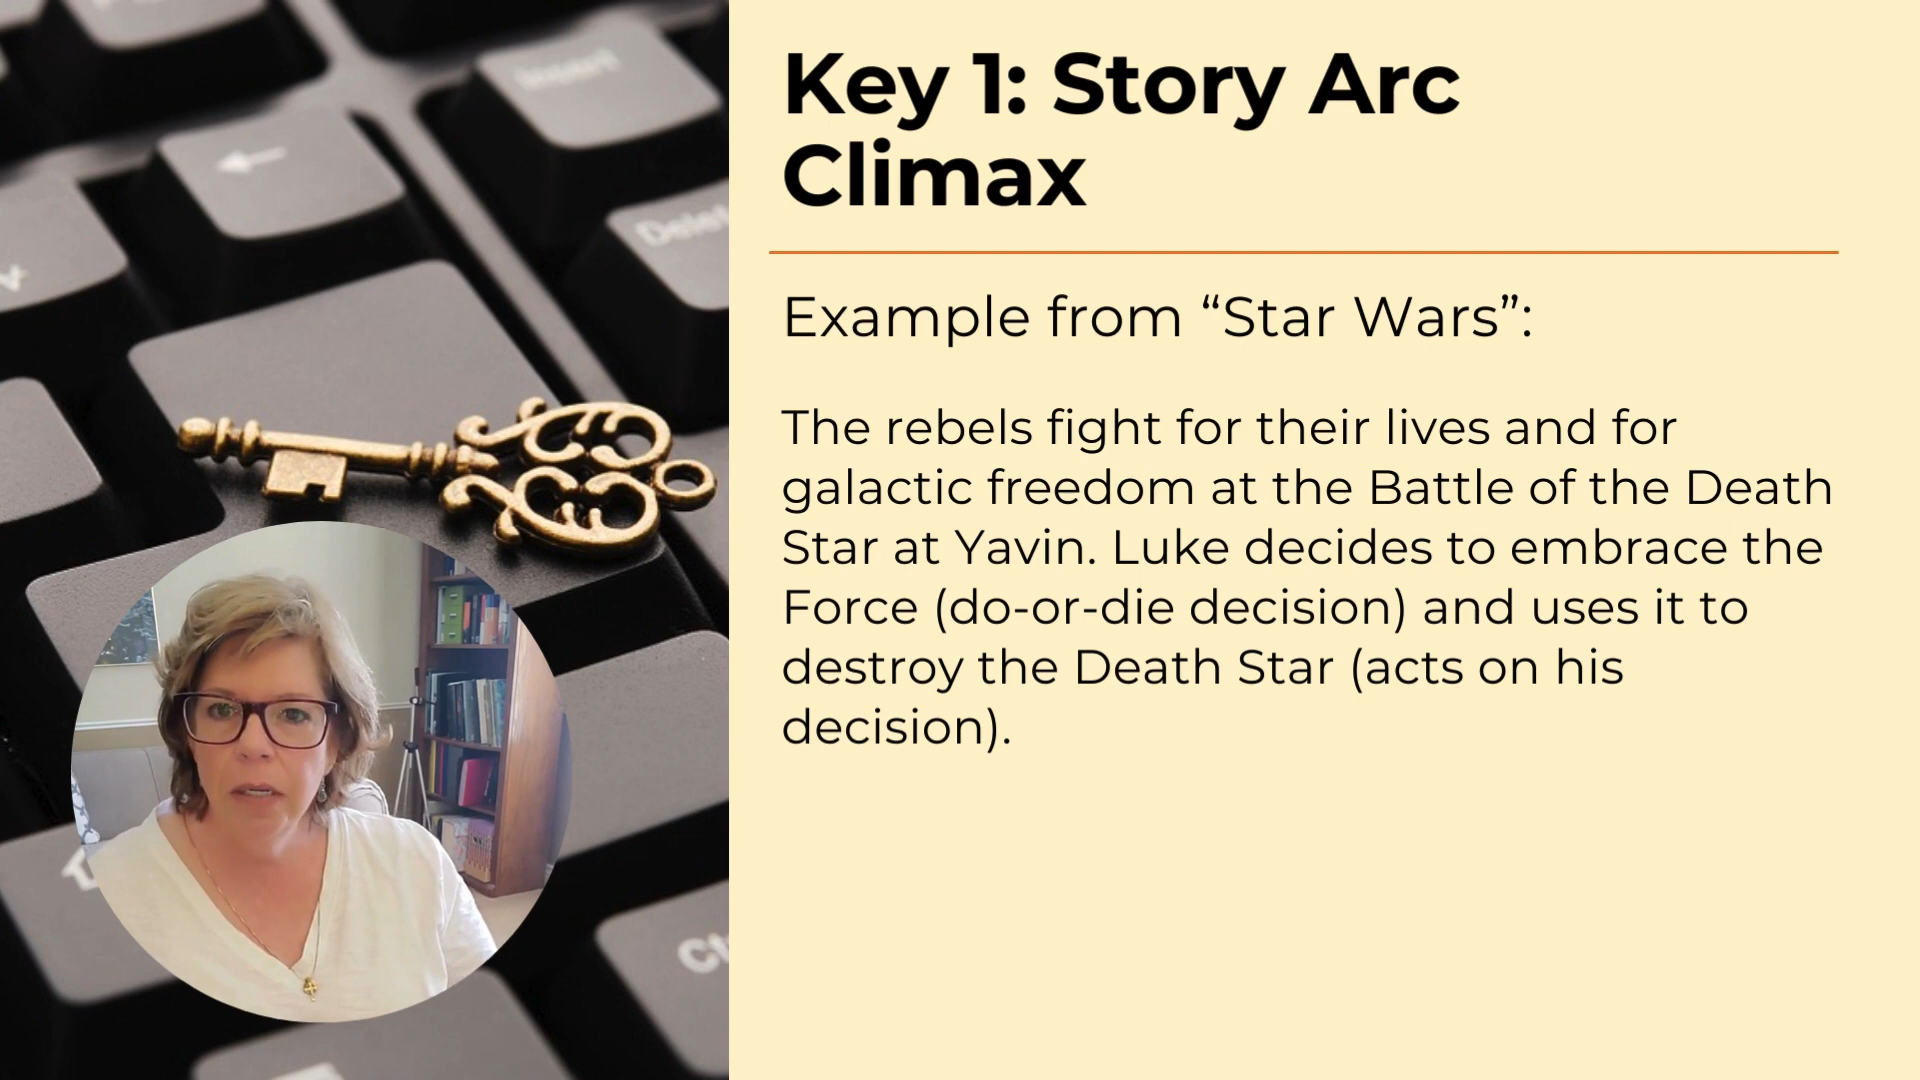 Key 1: Story Arc
Climax
Example from “Star Wars”:
The rebels fight for their lives and for
galactic freedom at the Battle of the Death
Star at Yavin. Luke decides to embrace the
Force (do-or-die decision) and uses it to
destroy the Death Star (acts on his
decision).
Insert
Delet